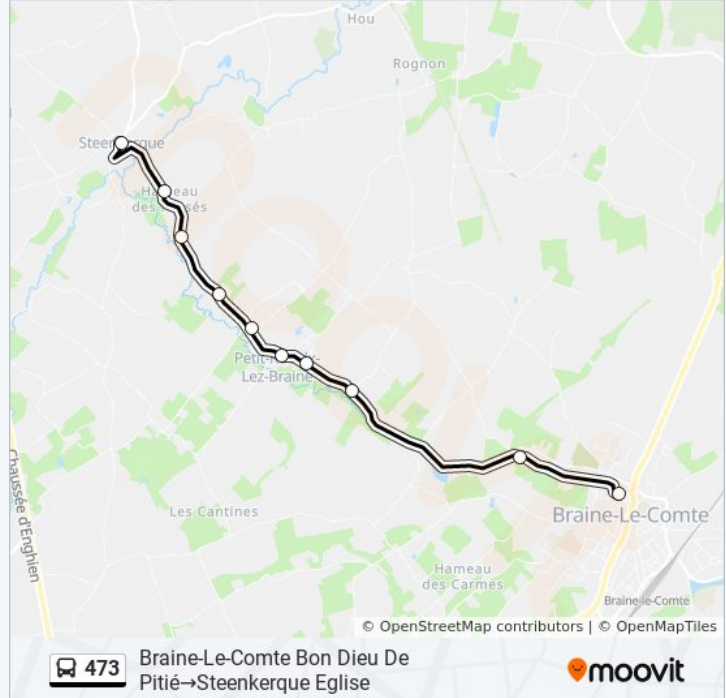 Hou
Rognon
Steenkerque
Hameau
des
Lez-Braine
Les Cantines
Chaussée d'Enghien
Braine-Le-Comte
Hameau
des Carmes
Braine-le-Comte
© OpenStreetMap contributors | © OpenMapTiles
473
Braine-Le-Comte Bon Dieu De
Pitié→Steenkerque Eglise
moovit